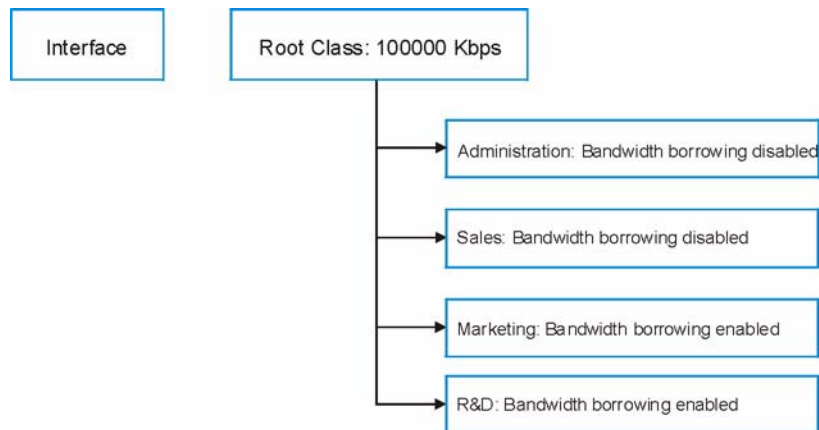 Interface
Root Class: 100000 Kbps
Administration: Bandwidth borrowing disabled
Sales: Bandwidth borrowing disabled
Marketing: Bandwidth borrowing enabled
R&D: Bandwidth borrowing enabled